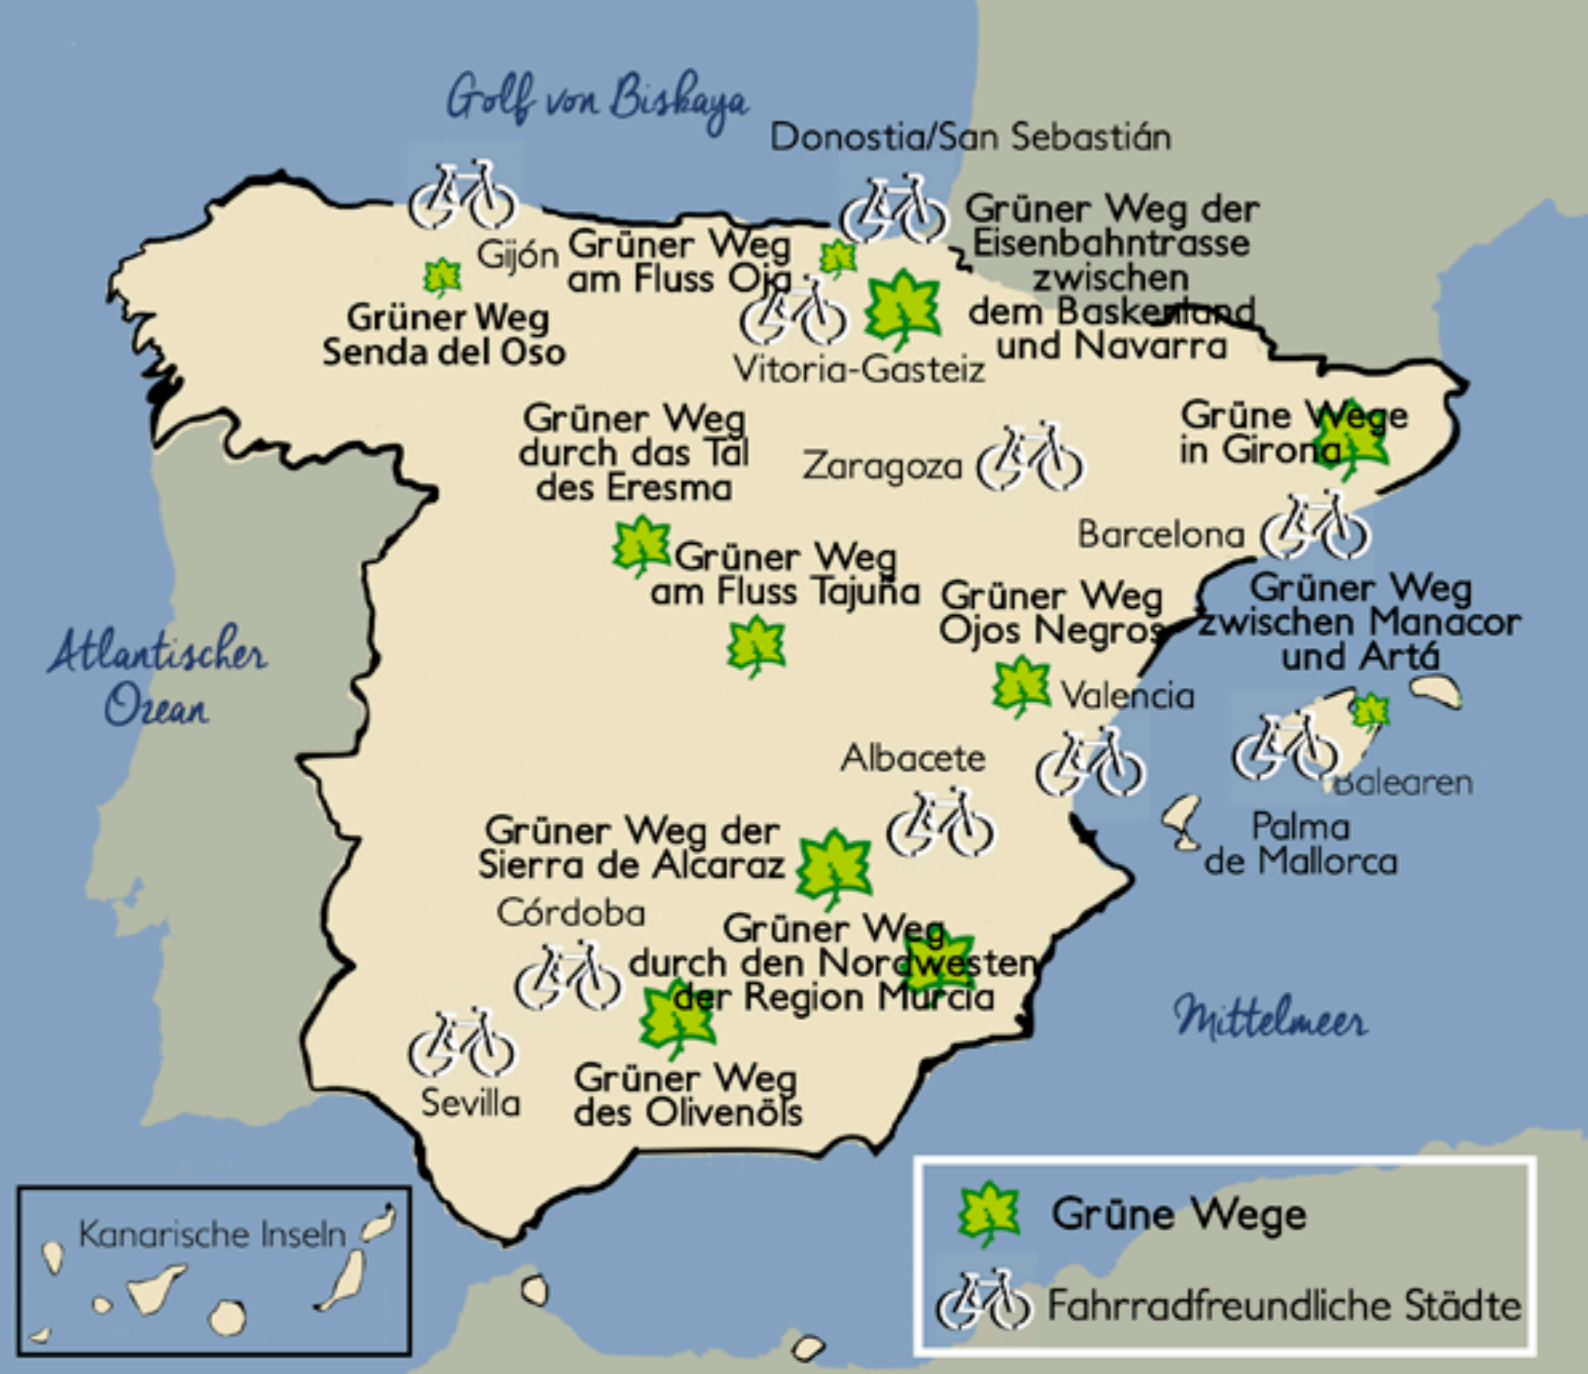 Golf von Biskaya
Donostia/San Sebastián
Grüner Weg der
Eisenbahntrasse
zwischen
dem Baskenland
und Navarra
Gijón
Grüner Weg
am Fluss Oja
Grüner Weg
Senda del Oso
Vitoria-Gasteiz
Grüner Weg
durch das Tal
des Eresma
Zaragoza
Grüne Wege
in Girona
Barcelona
Grüner Weg
am Fluss Tajuña
Grüner Weg
Ojos Negros
Grüner Weg
zwischen Manacor
und Artá
Atlantischer
Ozean
Valencia
Albacete
Balearen
Palma
de Mallorca
Grüner Weg der
Sierra de Alcaraz
Córdoba
Grüner Weg
durch den Nordwesten
der Region Murcia
Mittelmeer
Sevilla
Grüner Weg
des Olivenöls
Kanarische Inseln
Grüne Wege
Fahrradfreundliche Städte